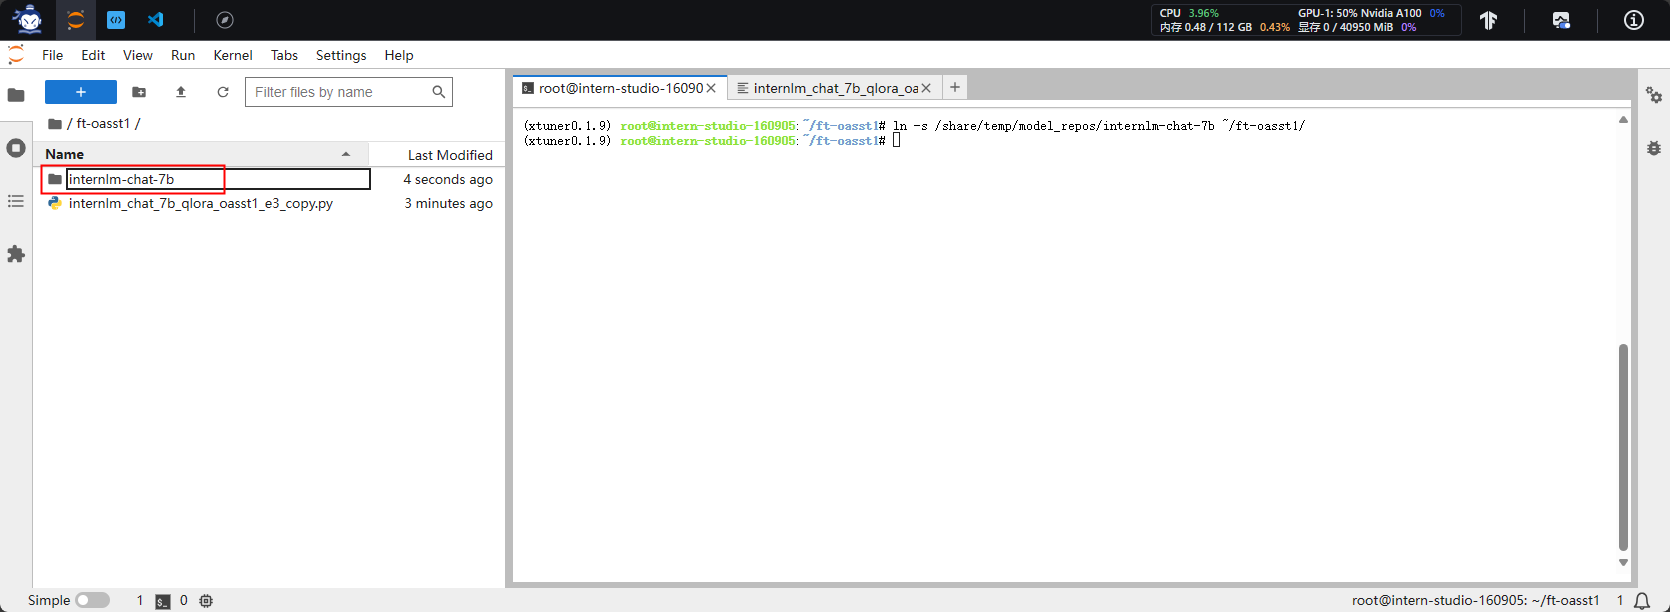 CPU 3.96% GPU-1: 50% Nvidia A100 0%
内存 0.48 / 112 GB 0.43% 显存 0 / 40950 MiB 0%
File Edit View Run Kernel Tabs Settings Help
+
Filter files by name
/ ft-oasst1 /
Name Last Modified
internlm-chat-7b 4 seconds ago
internlm_chat_7b_qlora_oasst1_e3_copy.py 3 minutes ago
root@intern-studio-16090 internlm_chat_7b_qlora_oa +
(xtuner0.1.9) root@intern-studio-160905:~/ft-oasst1# ln -s /share/temp/model_repos/internlm-chat-7b ~/ft-oasst1/
(xtuner0.1.9) root@intern-studio-160905:~/ft-oasst1#
Simple 1 0 root@intern-studio-160905: ~/ft-oasst1 1